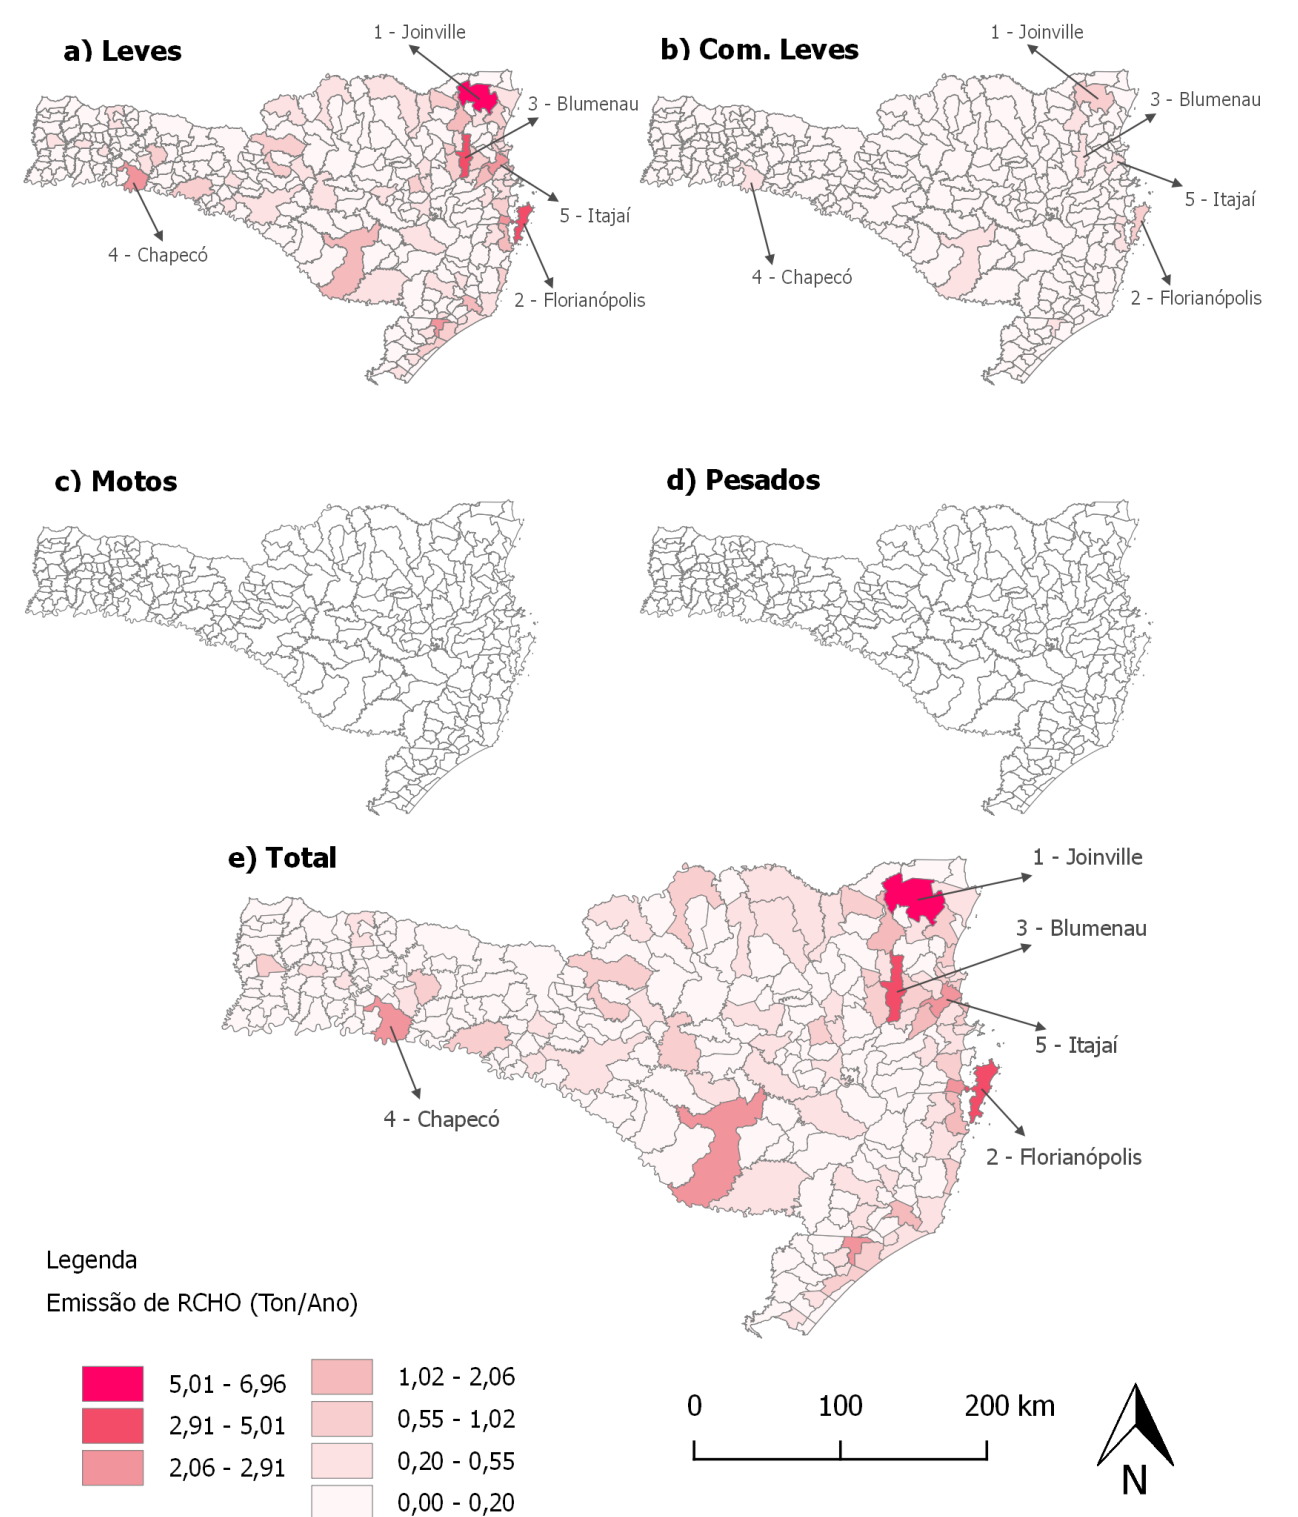 a) Leves
1 - Joinville
3 - Blumenau
5 - Itajaí
4 - Chapecó
2 - Florianópolis
b) Com. Leves
1 - Joinville
3 - Blumenau
5 - Itajaí
4 - Chapecó
2 - Florianópolis
c) Motos
d) Pesados
e) Total
1 - Joinville
3 - Blumenau
5 - Itajaí
4 - Chapecó
2 - Florianópolis
Legenda
Emissão de RCHO (Ton/Ano)
5,01 - 6,96
2,91 - 5,01
2,06 - 2,91
1,02 - 2,06
0,55 - 1,02
0,20 - 0,55
0,00 - 0,20
0 100 200 km
N